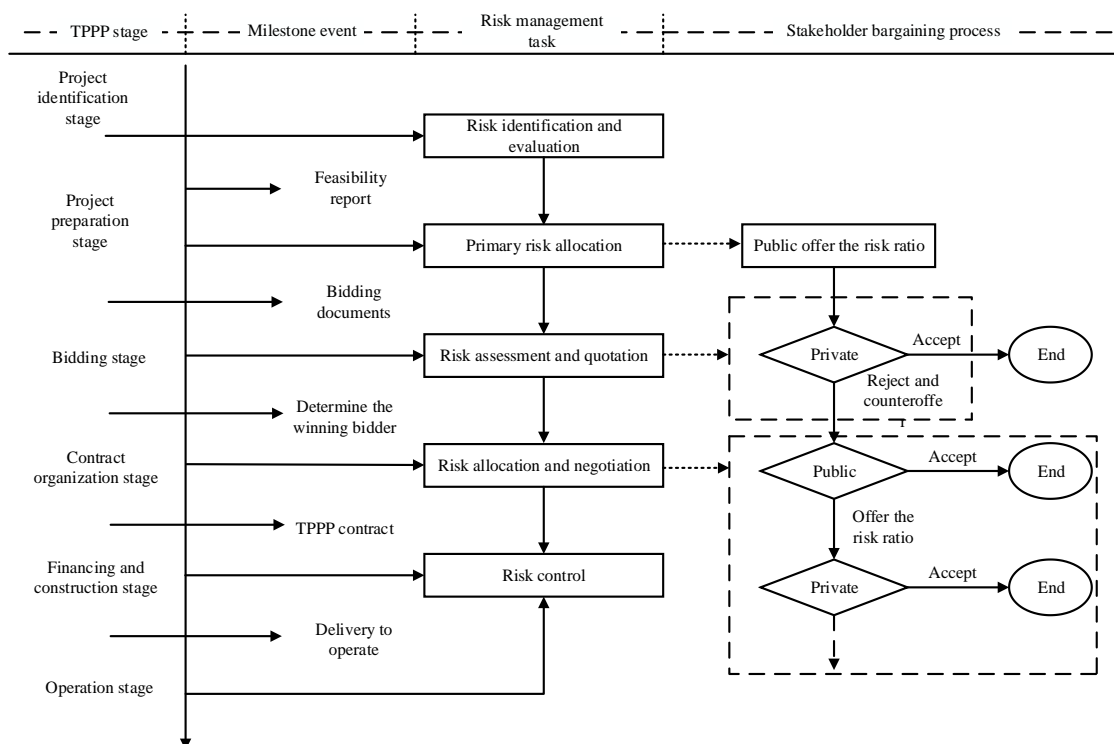 TPPP stage
Milestone event
Risk management
task
Stakeholder bargaining process
Project
identification
stage
Risk identification and
evaluation
Feasibility
report
Project
preparation
stage
Primary risk allocation
Public offer the risk ratio
Bidding
documents
Bidding stage
Risk assessment and quotation
Private
Accept
End
Reject and
counteroffe
r
Determine the
winning bidder
Contract
organization stage
Risk allocation and negotiation
Public
Accept
End
Offer the
risk ratio
TPPP contract
Financing and
construction stage
Risk control
Private
Accept
End
Delivery to
operate
Operation stage